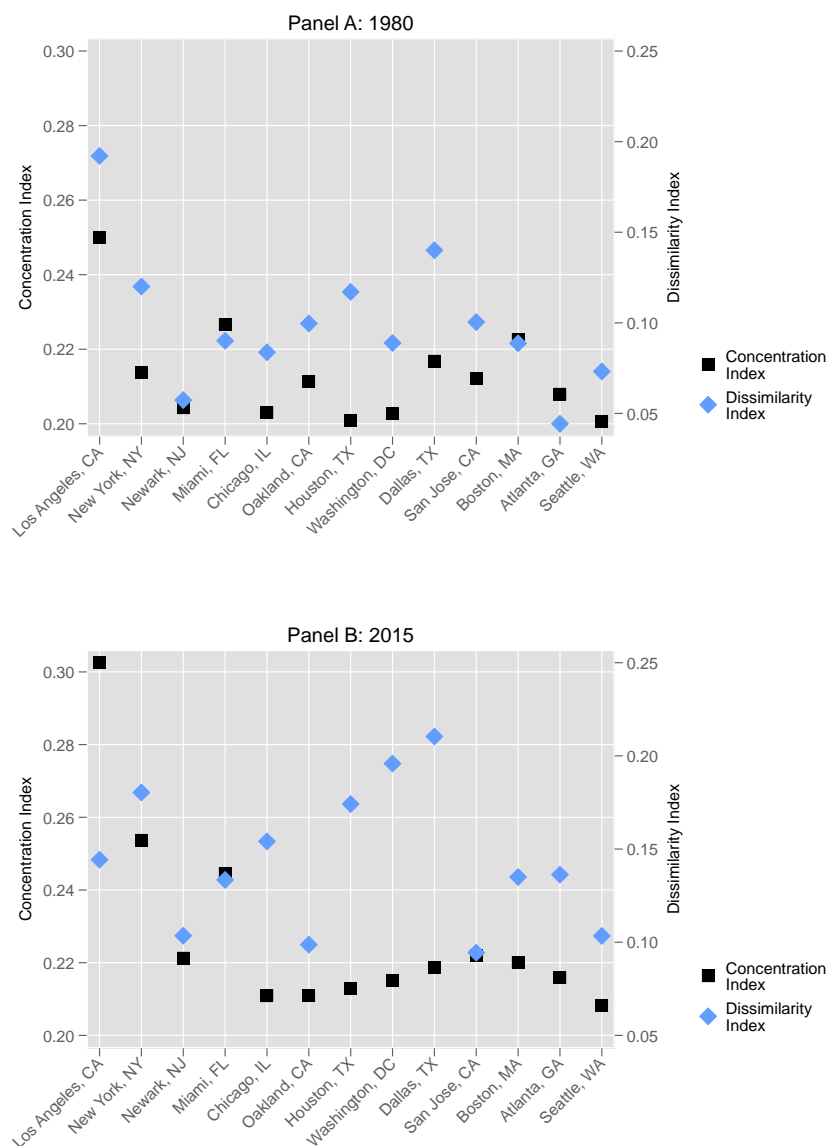 Panel A: 1980
0.30
0.28
0.26
0.24
0.22
0.20
Concentration Index
0.25
0.20
0.15
0.10
0.05
Dissimilarity Index
Los Angeles, CA
New York, NY
Newark, NJ
Miami, FL
Chicago, IL
Oakland, CA
Houston, TX
Washington, DC
Dallas, TX
San Jose, CA
Boston, MA
Atlanta, GA
Seattle, WA
Concentration
Index
Dissimilarity
Index
Panel B: 2015
0.30
0.28
0.26
0.24
0.22
0.20
Concentration Index
0.25
0.20
0.15
0.10
0.05
Dissimilarity Index
Los Angeles, CA
New York, NY
Newark, NJ
Miami, FL
Chicago, IL
Oakland, CA
Houston, TX
Washington, DC
Dallas, TX
San Jose, CA
Boston, MA
Atlanta, GA
Seattle, WA
Concentration
Index
Dissimilarity
Index